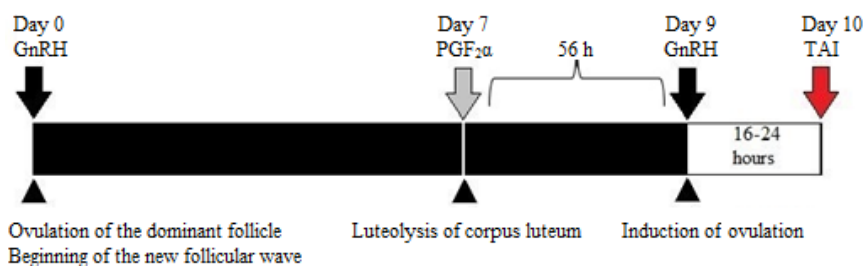 Day 0
GnRH
Day 7
PGF₂α
56 h
Day 9
GnRH
Day 10
TAI
16-24
hours
Ovulation of the dominant follicle
Beginning of the new follicular wave
Luteolysis of corpus luteum
Induction of ovulation